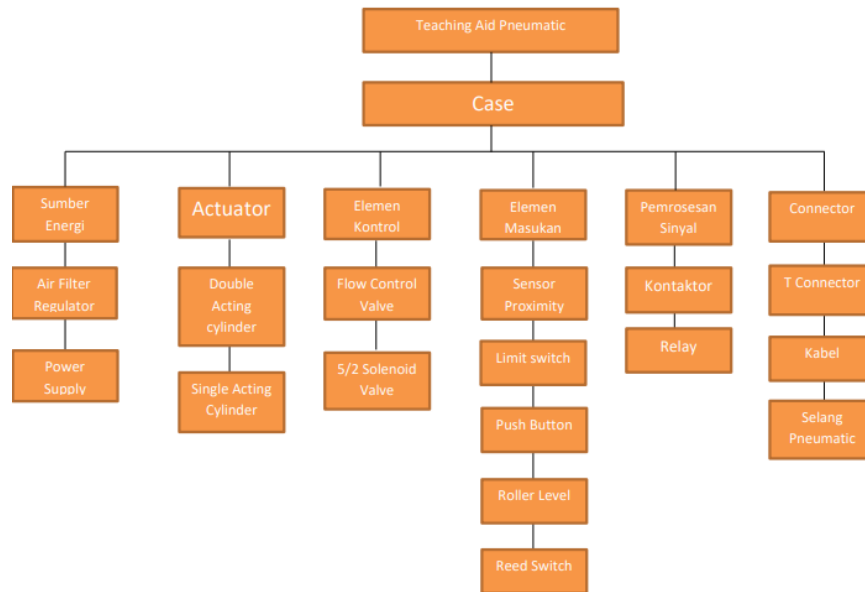 Teaching Aid Pneumatic
Case
Sumber
Energi
Air Filter
Regulator
Power
Supply
Actuator
Double
Acting
cylinder
Single Acting
Cylinder
Elemen
Kontrol
Flow Control
Valve
5/2 Solenoid
Valve
Elemen
Masukan
Sensor
Proximity
Limit switch
Push Button
Roller Level
Reed Switch
Pemrosesan
Sinyal
Kontaktor
Relay
Connector
T Connector
Kabel
Selang
Pneumatic